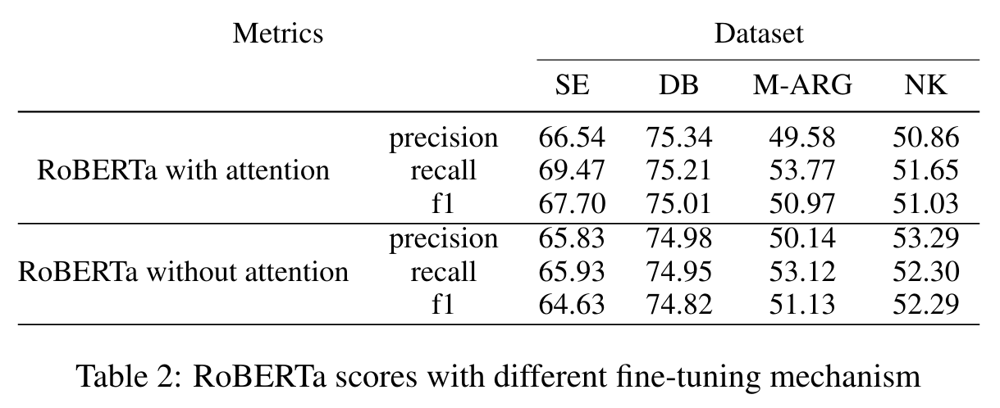 Metrics Dataset
SE DB M-ARG NK
precision 66.54 75.34 49.58 50.86
RoBERTa with attention recall 69.47 75.21 53.77 51.65
f1 67.70 75.01 50.97 51.03
precision 65.83 74.98 50.14 53.29
RoBERTa without attention recall 65.93 74.95 53.12 52.30
f1 64.63 74.82 51.13 52.29
Table 2: RoBERTa scores with different fine-tuning mechanism